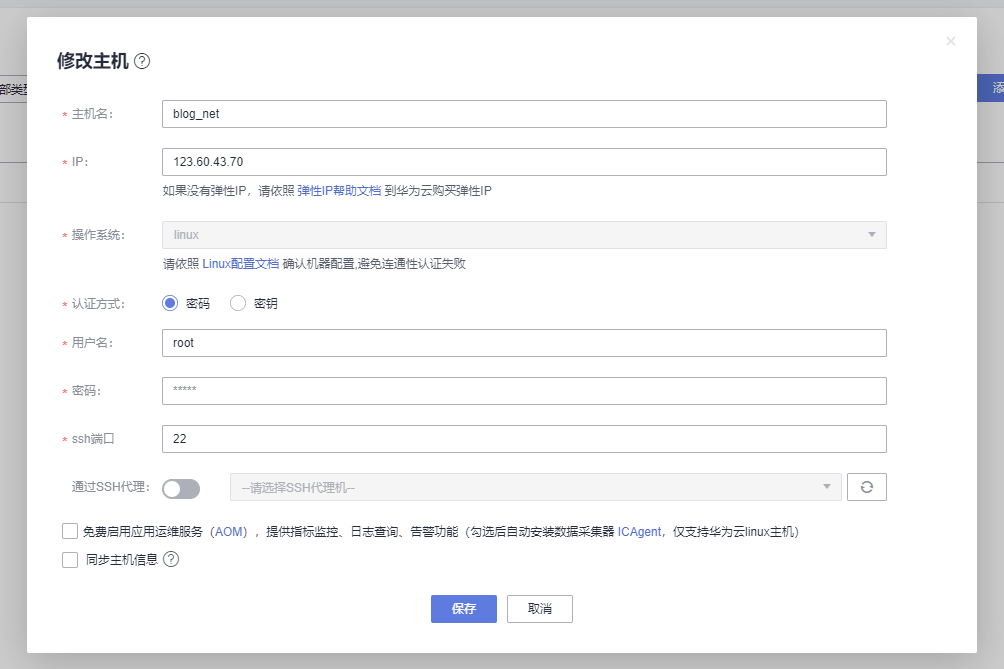 修改主机 ?
部类型
添
* 主机名: blog_net
* IP: 123.60.43.70
如果没有弹性IP，请依照 弹性IP帮助文档 到华为云购买弹性IP
* 操作系统: linux
请依照 Linux配置文档 确认机器配置,避免连通性认证失败
* 认证方式: 密码 密钥
* 用户名: root
* 密码: *****
* ssh端口 22
通过SSH代理: --请选择SSH代理机--
免费启用应用运维服务（AOM），提供指标监控、日志查询、告警功能（勾选后自动安装数据采集器 ICAgent，仅支持华为云linux主机）
同步主机信息 ?
保存 取消